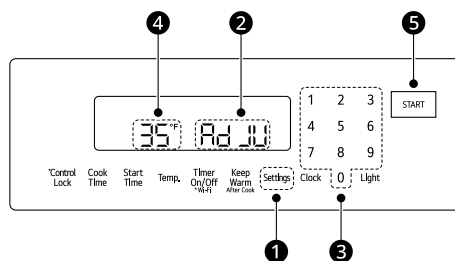 4 2 5
1 2 3
START
35°F AdJU
4 5 6
7 8 9
*Control Lock Cook Time Start Time Temp. Timer On/Off *Wi-Fi Keep Warm After Cook Settings Clock 0 Light
1 3